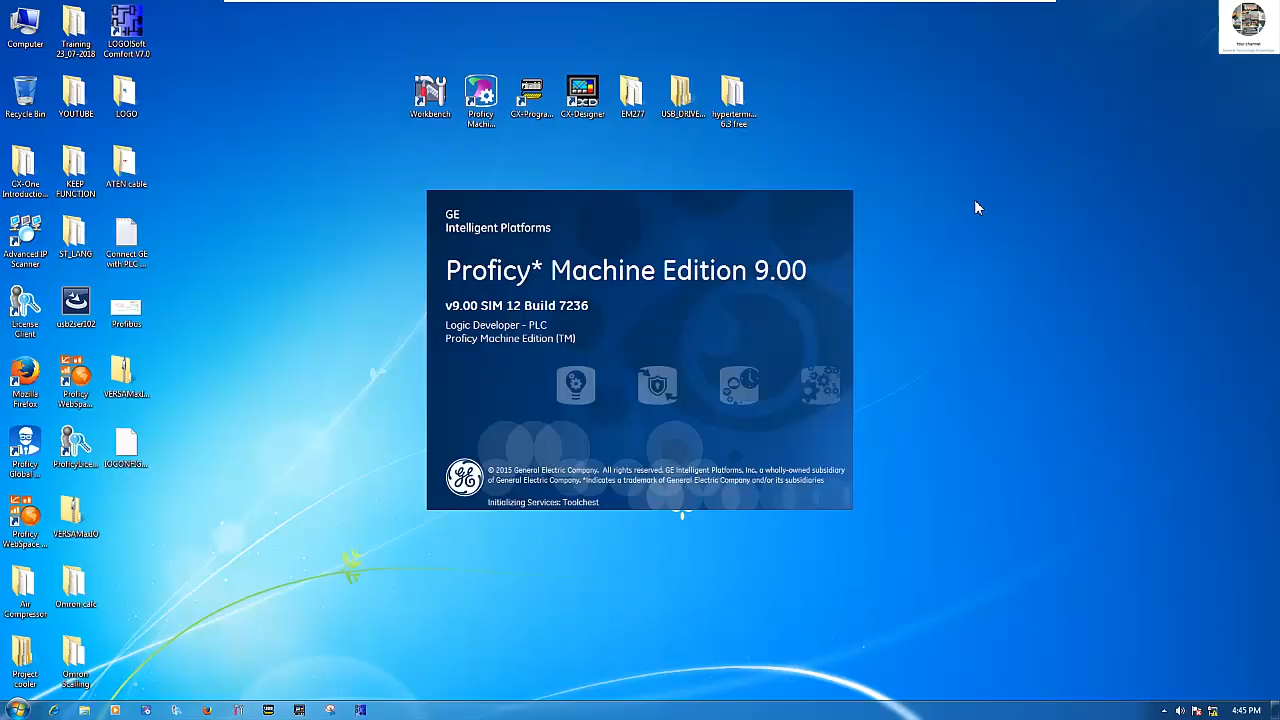 Computer
Training
23_07-2018
LOGO!Soft
Comfort V7.0
Your channel
Recycle Bin
YOUTUBE
LOGO
Workbench
Proficy
Machi...
CX-Progra...
CX-Designer
EM277
USB_DRIVE...
hypertermi...
6.3 free
CX-One
Introductio...
KEEP
FUNCTION
ATEN cable
Advanced IP
Scanner
ST_LANG
Connect GE
with PLC ...
License
Client
usb2ser102
Profibus
Mozilla
Firefox
Proficy
WebSpa...
VERSAMaxI...
Proficy
Global...
ProficyLice...
Proficy
WebSpace ...
VERSAMaxIO
Air
Compressor
Omron calc
Project
cooler
Omron
Scaling
GE
Intelligent Platforms
Proficy* Machine Edition 9.00
v9.00 SIM 12 Build 7236
Logic Developer - PLC
Proficy Machine Edition (TM)
© 2015 General Electric Company. All rights reserved. GE Intelligent Platforms, Inc., a wholly-owned subsidiary
of General Electric Company. *Indicates a trademark of General Electric Company and/or its subsidiaries
Initializing Services: Toolchest
4:45 PM